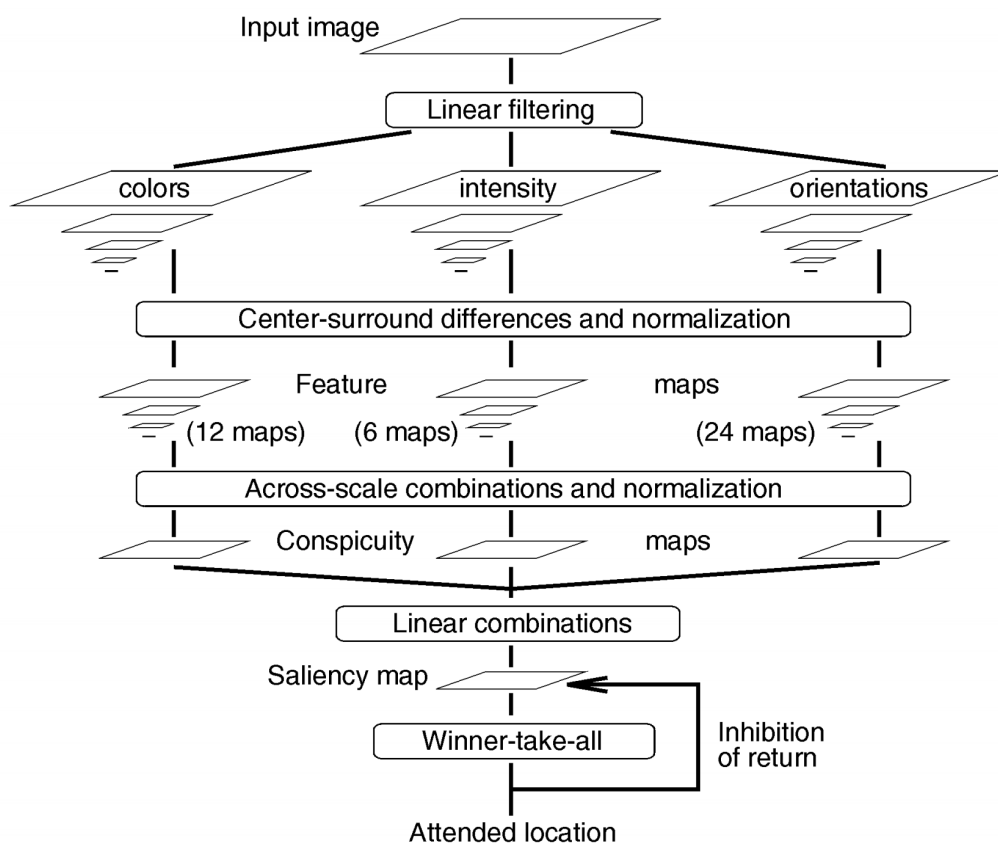 Input image
Linear filtering
colors intensity orientations
Center-surround differences and normalization
Feature maps
(12 maps) (6 maps) (24 maps)
Across-scale combinations and normalization
Conspicuity maps
Linear combinations
Saliency map
Winner-take-all
Inhibition
of return
Attended location